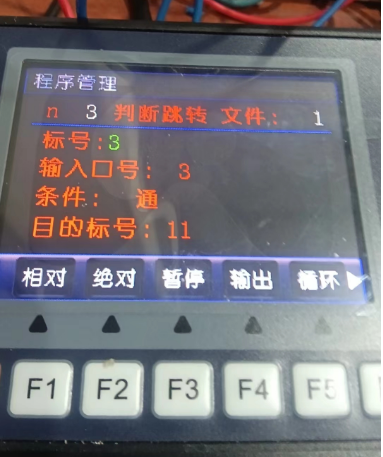 程序管理
n 3 判断跳转 文件: 1
标号:3
输入口号: 3
条件: 通
目的标号: 11
相对 绝对 暂停 输出 循环
F1 F2 F3 F4 F5